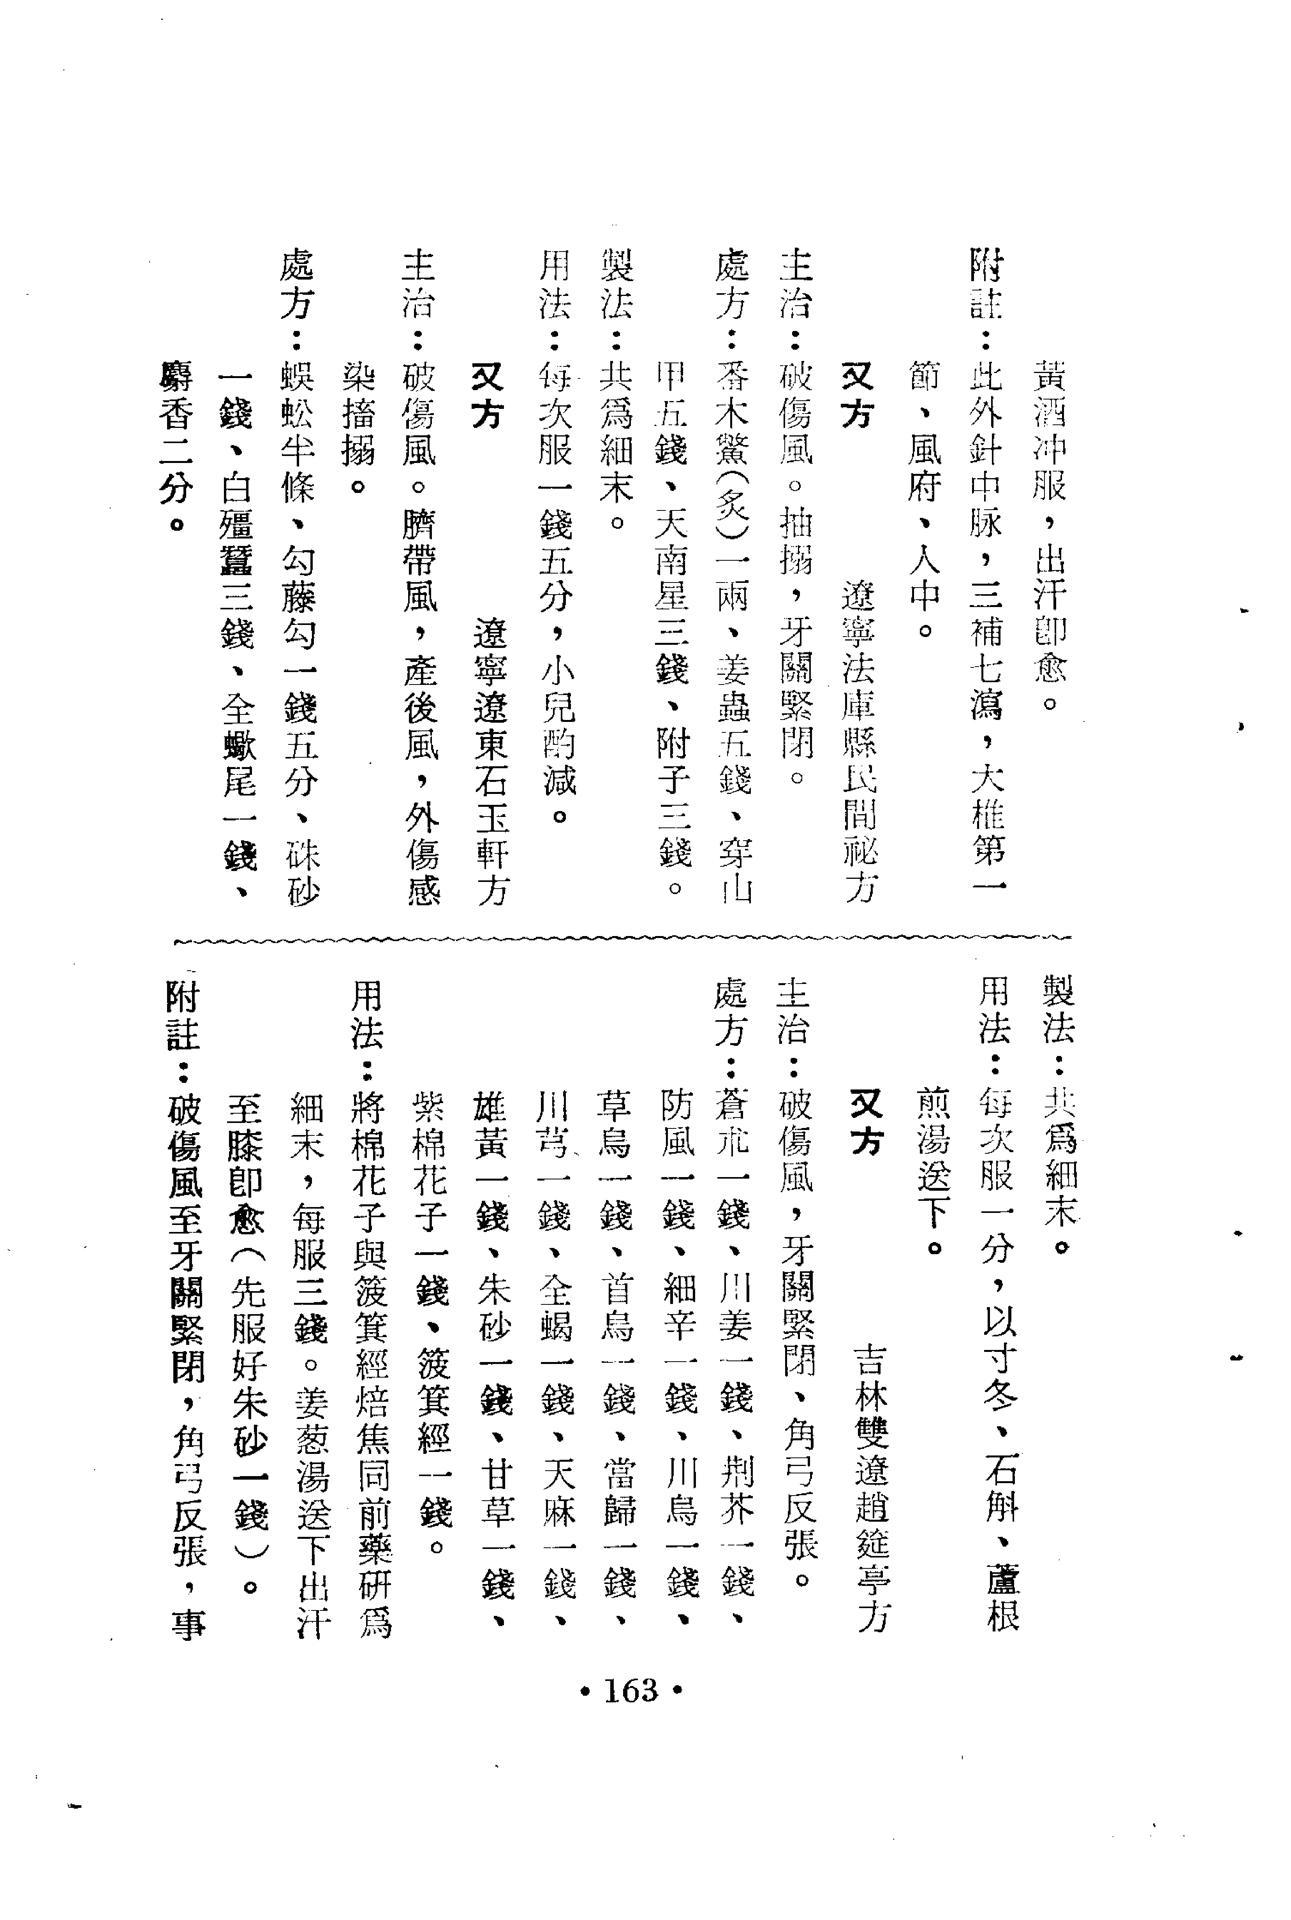 黃酒冲服，出汗卽愈。
附註：此外針中脉，三補七瀉，大椎第一
節、風府、人中。
又方　遼寧法庫縣民間祕方
主治：破傷風。抽搦，牙關緊閉。
處方：番木鱉（炙）一兩、姜蟲五錢、穿山
甲五錢、天南星三錢、附子三錢。
製法：共爲細末。
用法：每次服一錢五分，小兒酌減。
又方　遼寧遼東石玉軒方
主治：破傷風。臍帶風，產後風，外傷感
染搐搦。
處方：蜈蚣半條、勾藤勾一錢五分、硃砂
一錢、白殭蠶三錢、全蠍尾一錢、
麝香二分。
製法：共爲細末。
用法：每次服一分，以寸冬、石斛、蘆根
煎湯送下。
又方　吉林雙遼趙筵亭方
主治：破傷風，牙關緊閉、角弓反張。
處方：蒼朮一錢、川姜一錢、荆芥一錢、
防風一錢、細辛一錢、川烏一錢、
草烏一錢、首烏一錢、當歸一錢、
川芎一錢、全蝎一錢、天麻一錢、
雄黃一錢、朱砂一錢、甘草一錢、
紫棉花子一錢、菠箕經一錢。
用法：將棉花子與菠箕經焙焦同前藥研爲
細末，每服三錢。姜葱湯送下出汗
至膝卽愈（先服好朱砂一錢）。
附註：破傷風至牙關緊閉，角弓反張，事
•163•